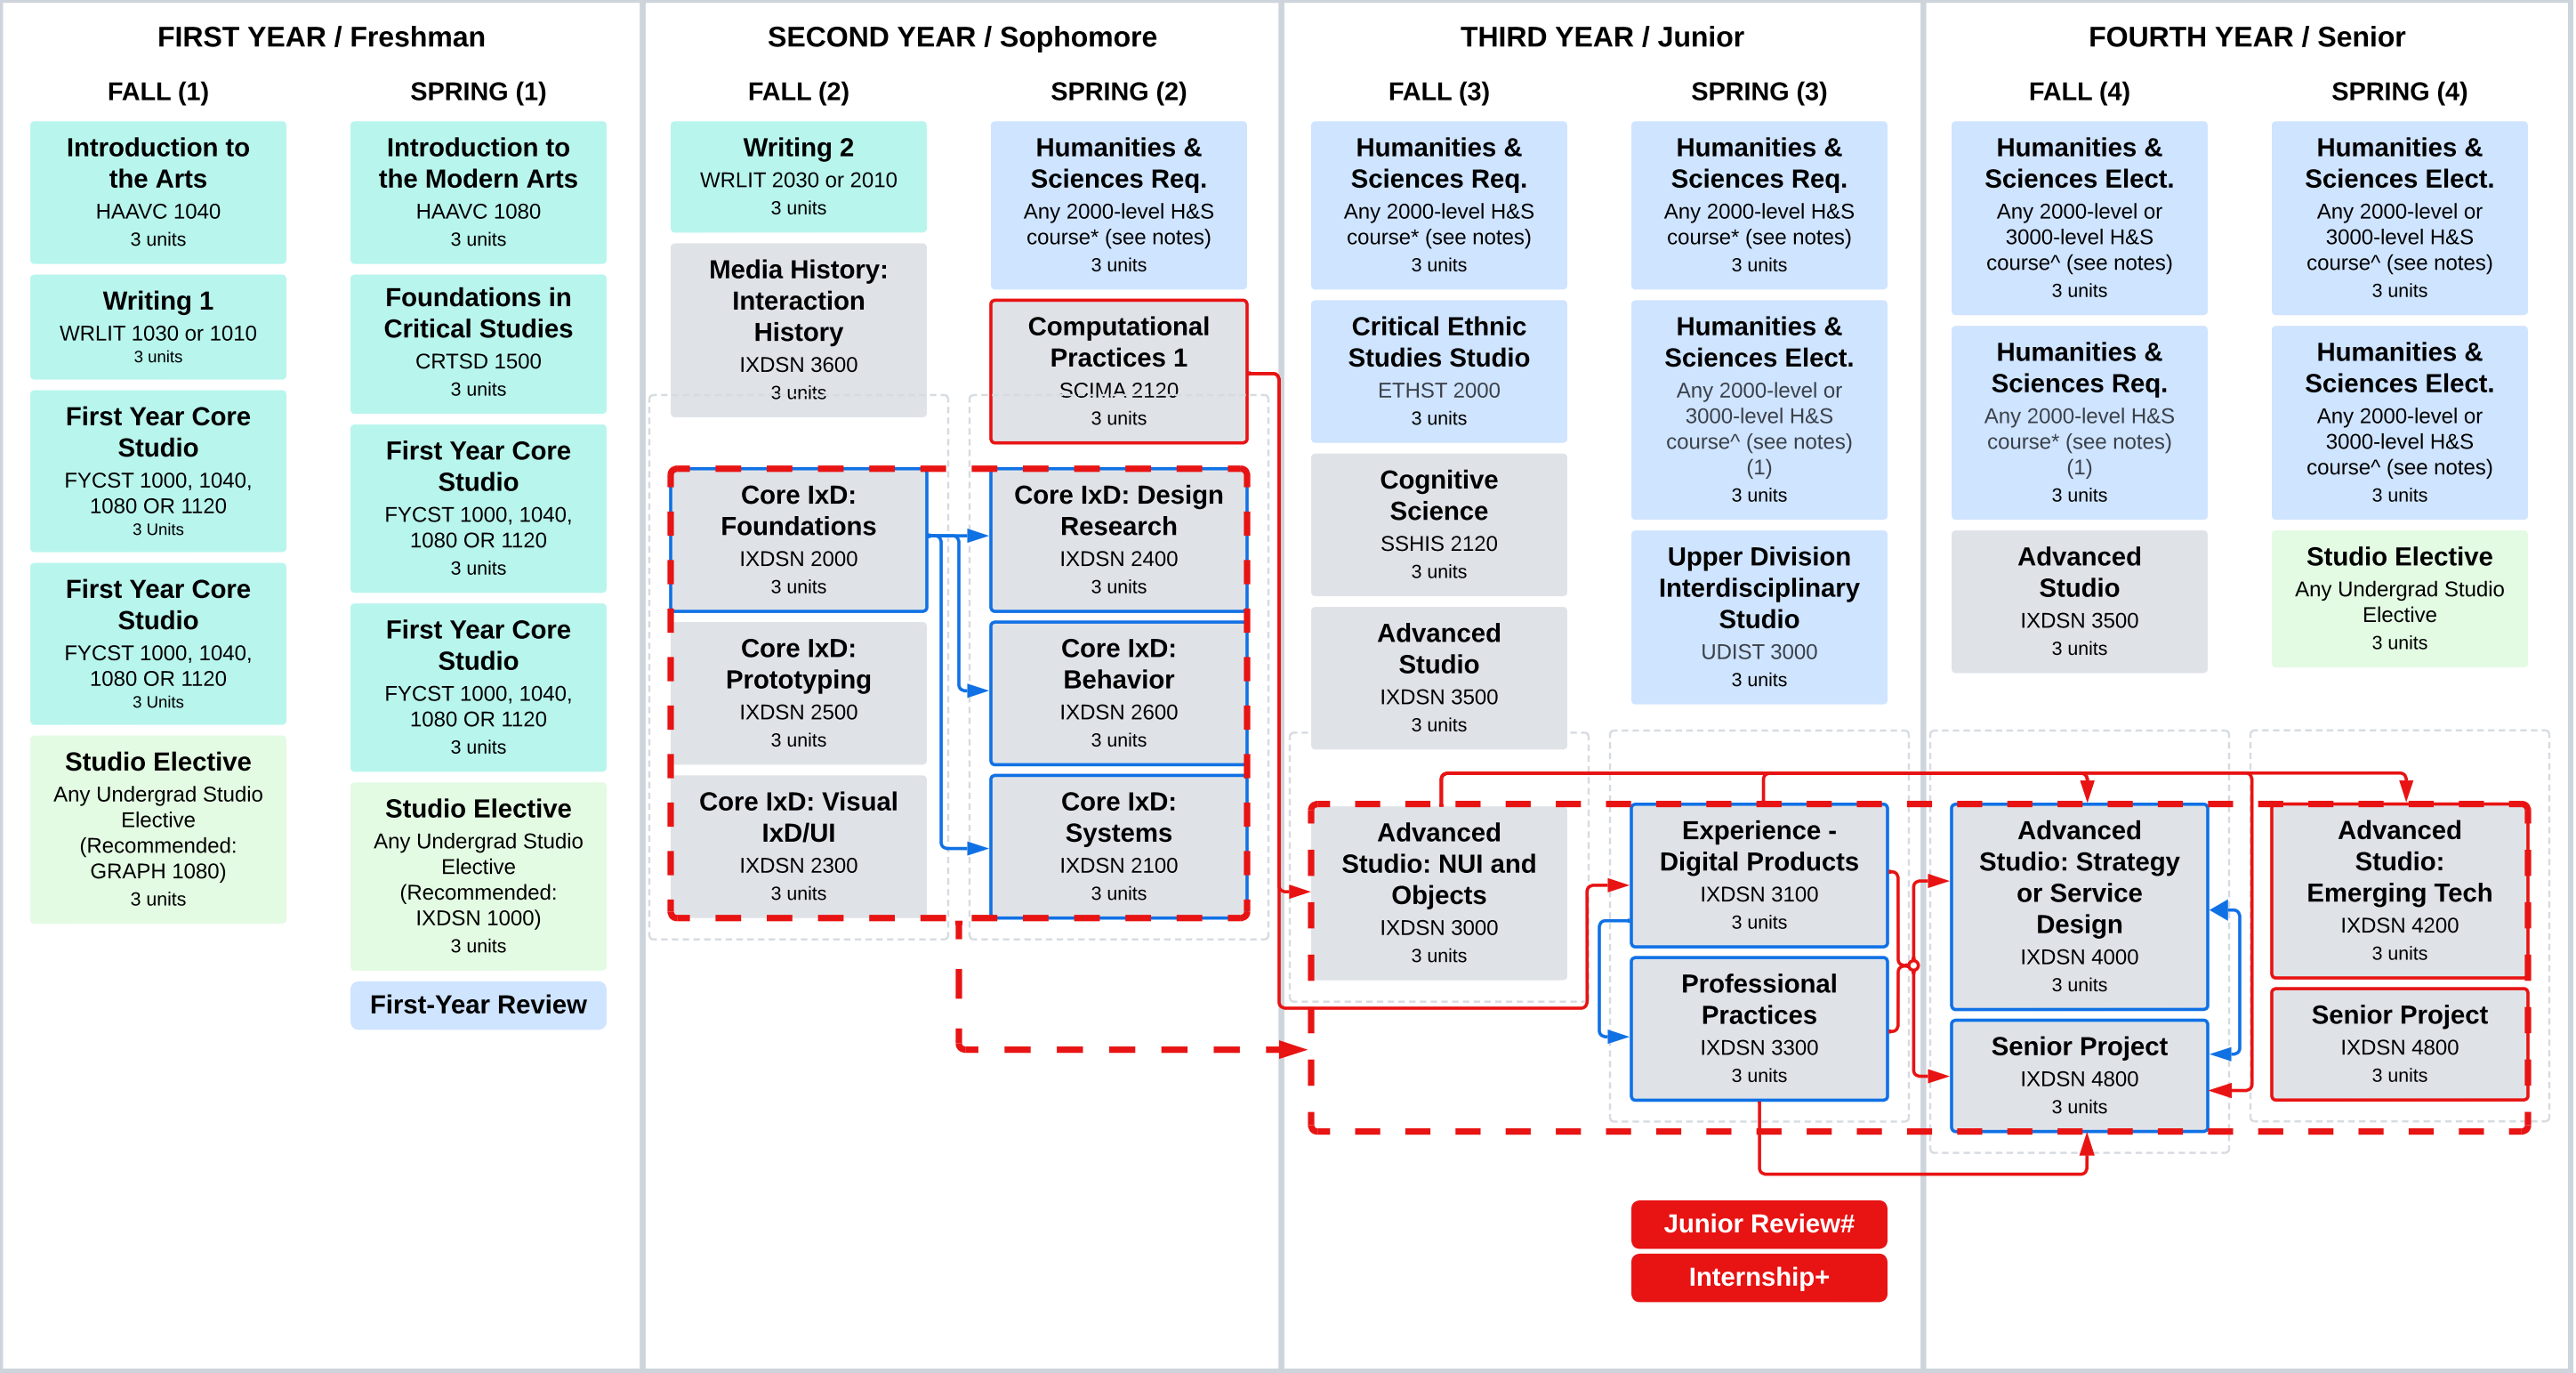 FIRST YEAR / Freshman
FALL (1)
Introduction to
the Arts
HAAVC 1040
3 units
Writing 1
WRLIT 1030 or 1010
3 units
First Year Core
Studio
FYCST 1000, 1040,
1080 OR 1120
3 Units
First Year Core
Studio
FYCST 1000, 1040,
1080 OR 1120
3 Units
Studio Elective
Any Undergrad Studio
Elective
(Recommended:
GRAPH 1080)
3 units
SPRING (1)
Introduction to
the Modern Arts
HAAVC 1080
3 units
Foundations in
Critical Studies
CRTSD 1500
3 units
First Year Core
Studio
FYCST 1000, 1040,
1080 OR 1120
3 units
First Year Core
Studio
FYCST 1000, 1040,
1080 OR 1120
3 units
Studio Elective
Any Undergrad Studio
Elective
(Recommended:
IXDSN 1000)
3 units
First-Year Review
SECOND YEAR / Sophomore
FALL (2)
Writing 2
WRLIT 2030 or 2010
3 units
Media History:
Interaction
History
IXDSN 3600
3 units
Core IxD:
Foundations
IXDSN 2000
3 units
Core IxD:
Prototyping
IXDSN 2500
3 units
Core IxD: Visual
IxD/UI
IXDSN 2300
3 units
SPRING (2)
Humanities &
Sciences Req.
Any 2000-level H&S
course* (see notes)
3 units
Computational
Practices 1
SCIMA 2120
3 units
Core IxD: Design
Research
IXDSN 2400
3 units
Core IxD:
Behavior
IXDSN 2600
3 units
Core IxD:
Systems
IXDSN 2100
3 units
THIRD YEAR / Junior
FALL (3)
Humanities &
Sciences Req.
Any 2000-level H&S
course* (see notes)
3 units
Critical Ethnic
Studies Studio
ETHST 2000
3 units
Cognitive
Science
SSHIS 2120
3 units
Advanced
Studio
IXDSN 3500
3 units
Advanced
Studio: NUI and
Objects
IXDSN 3000
3 units
SPRING (3)
Humanities &
Sciences Req.
Any 2000-level H&S
course* (see notes)
3 units
Humanities &
Sciences Elect.
Any 2000-level or
3000-level H&S
course^ (see notes)
(1)
3 units
Upper Division
Interdisciplinary
Studio
UDIST 3000
3 units
Experience -
Digital Products
IXDSN 3100
3 units
Professional
Practices
IXDSN 3300
3 units
Junior Review#
Internship+
FOURTH YEAR / Senior
FALL (4)
Humanities &
Sciences Elect.
Any 2000-level or
3000-level H&S
course^ (see notes)
3 units
Humanities &
Sciences Req.
Any 2000-level H&S
course* (see notes)
(1)
3 units
Advanced
Studio
IXDSN 3500
3 units
Advanced
Studio: Strategy
or Service
Design
IXDSN 4000
3 units
Senior Project
IXDSN 4800
3 units
SPRING (4)
Humanities &
Sciences Elect.
Any 2000-level or
3000-level H&S
course^ (see notes)
3 units
Humanities &
Sciences Elect.
Any 2000-level or
3000-level H&S
course^ (see notes)
3 units
Studio Elective
Any Undergrad Studio
Elective
3 units
Advanced
Studio:
Emerging Tech
IXDSN 4200
3 units
Senior Project
IXDSN 4800
3 units